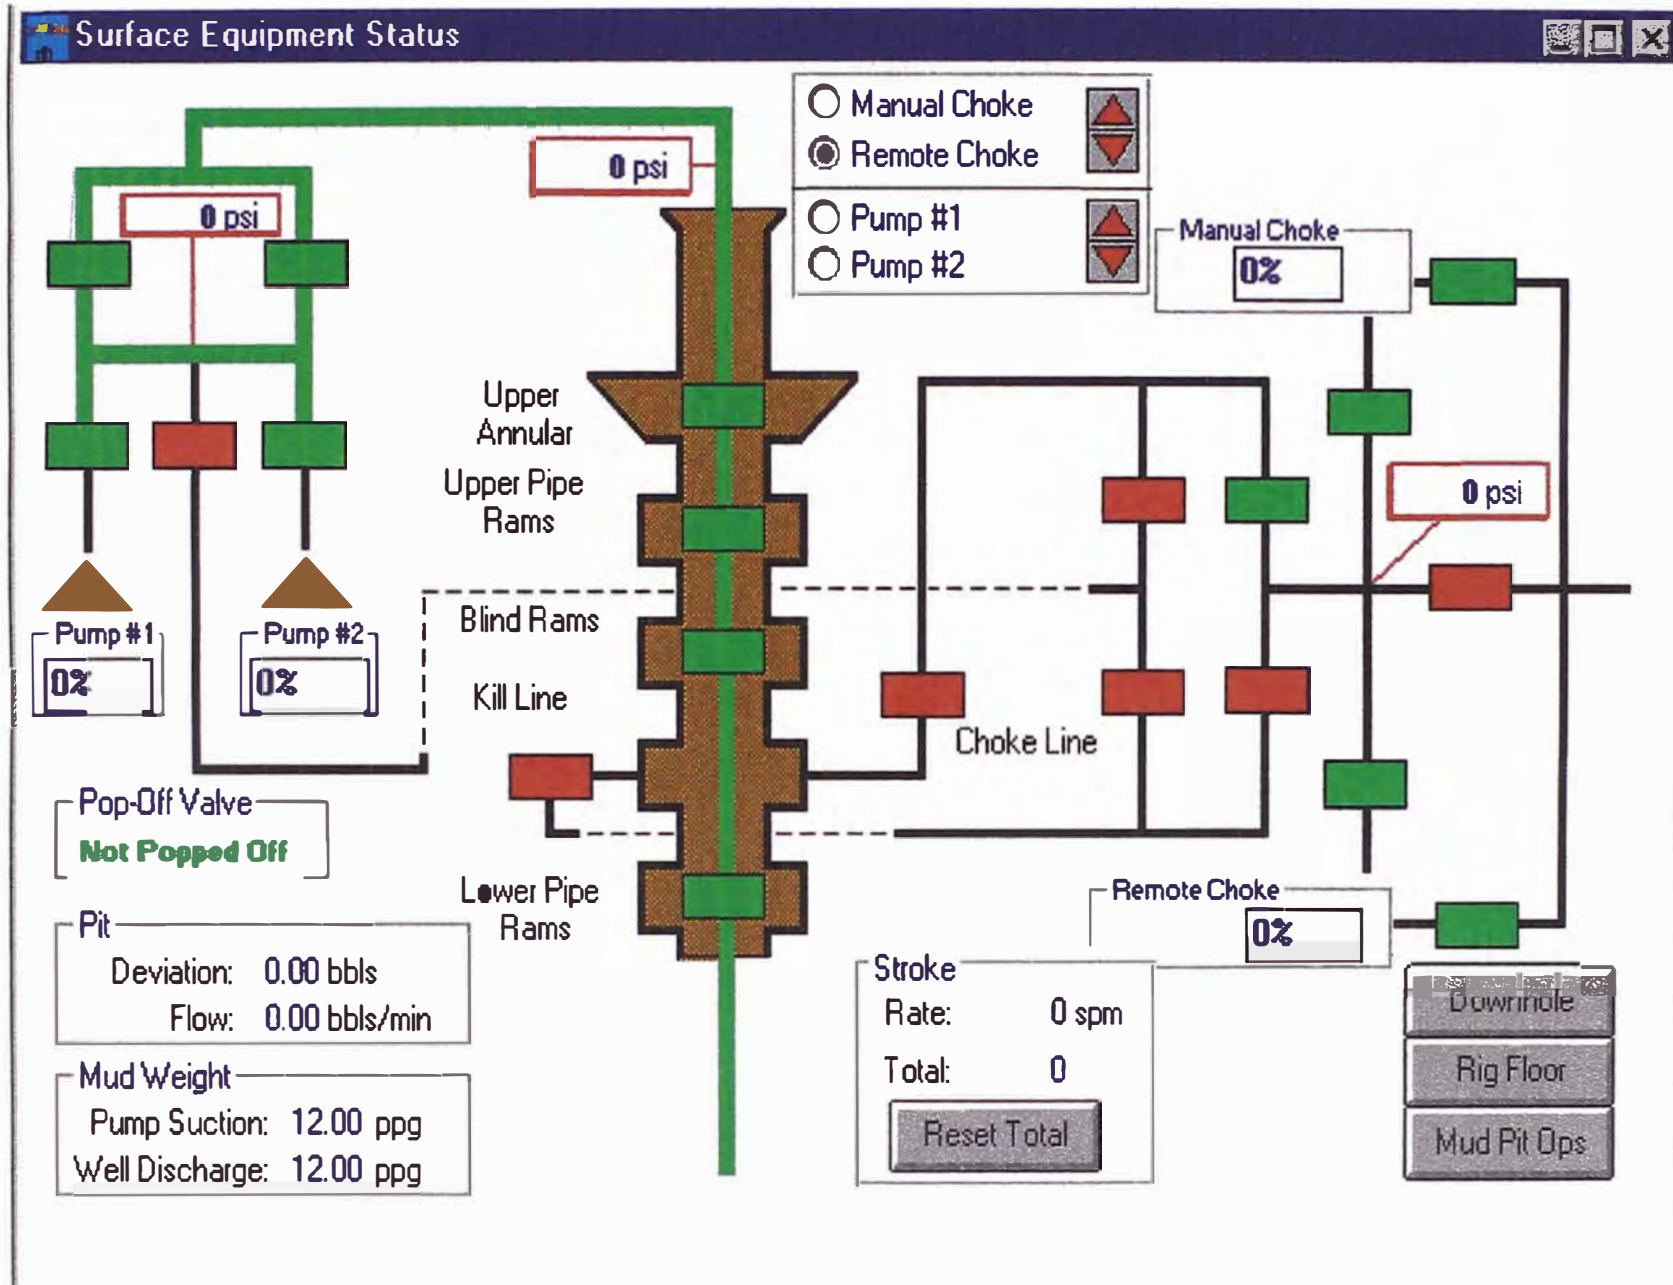 Surface Equipment Status
Manual Choke
Remote Choke
0 psi
0 psi
Pump #1
Pump #2
Manual Choke
0%
Upper
Annular
Upper Pipe
Rams
0 psi
Blind Rams
Pump #1
0%
Pump #2
0%
Kill Line
Choke Line
Pop-Off Valve
Not Popped Off
Lower Pipe
Rams
Remote Choke
0%
Pit
Deviation: 0.00 bbls
Flow: 0.00 bbls/min
Stroke
Rate: 0 spm
Total: 0
Reset Total
Downhole
Rig Floor
Mud Pit Ops
Mud Weight
Pump Suction: 12.00 ppg
Well Discharge: 12.00 ppg